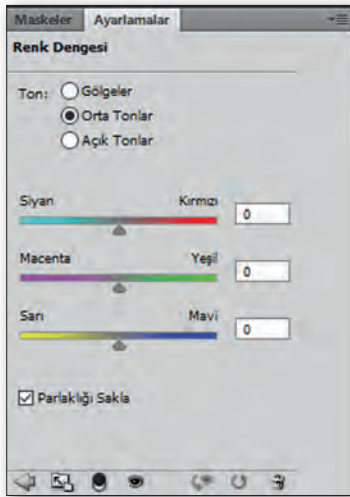 Maskeler Ayarlamalar
Renk Dengesi
Ton: Gölgeler
Orta Tonlar
Açık Tonlar
Siyan Kırmızı 0
Macenta Yeşil 0
Sarı Mavi 0
Parlaklığı Sakla